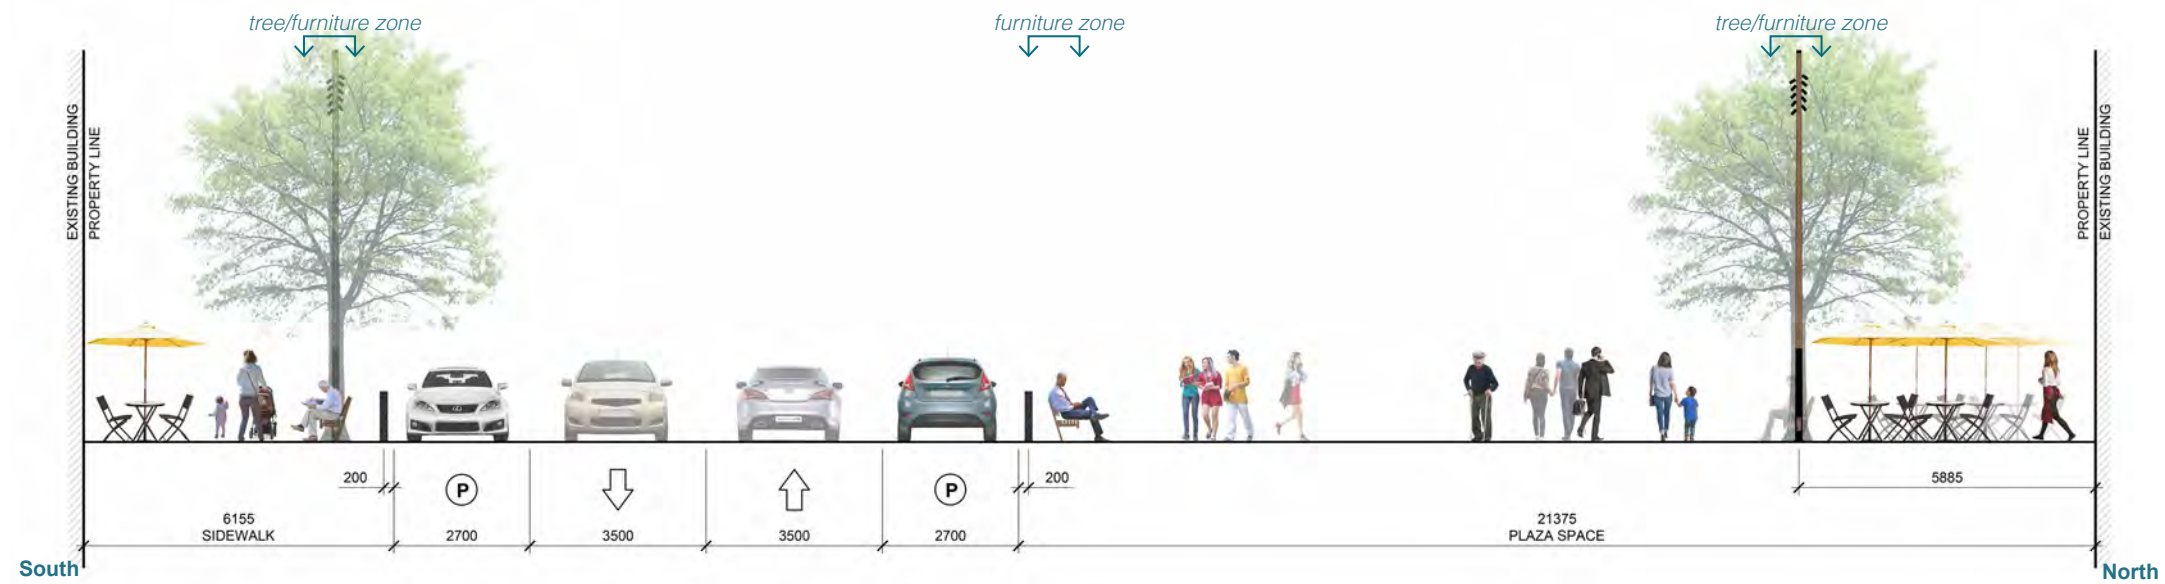 tree/furniture zone
furniture zone
tree/furniture zone
EXISTING BUILDING
PROPERTY LINE
PROPERTY LINE
EXISTING BUILDING
200
P
P
200
5885
6155
SIDEWALK
2700
3500
3500
2700
21375
PLAZA SPACE
South
North